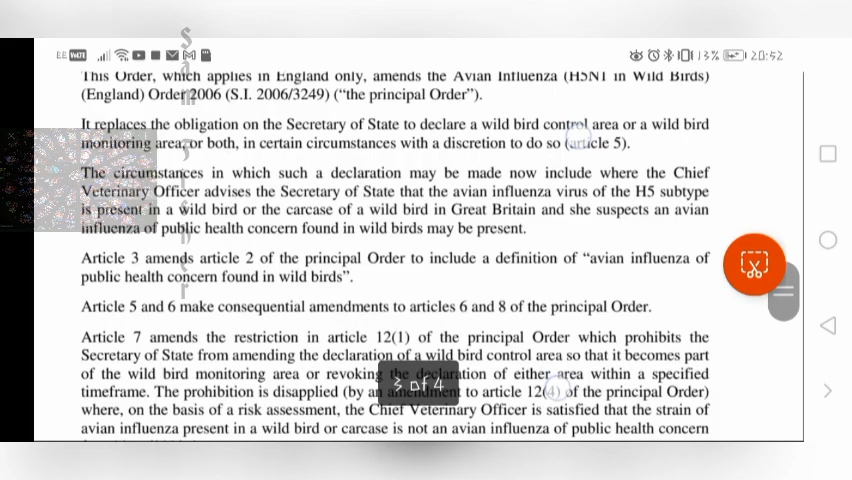 VoLTE
13%
20:52
This Order, which applies in England only, amends the Avian Influenza (H5N1 in Wild Birds)
(England) Order 2006 (S.I. 2006/3249) (“the principal Order”).
It replaces the obligation on the Secretary of State to declare a wild bird control area or a wild bird
monitoring area, or both, in certain circumstances with a discretion to do so (article 5).
The circumstances in which such a declaration may be made now include where the Chief
Veterinary Officer advises the Secretary of State that the avian influenza virus of the H5 subtype
is present in a wild bird or the carcase of a wild bird in Great Britain and she suspects an avian
influenza of public health concern found in wild birds may be present.
Article 3 amends article 2 of the principal Order to include a definition of “avian influenza of
public health concern found in wild birds”.
Article 5 and 6 make consequential amendments to articles 6 and 8 of the principal Order.
Article 7 amends the restriction in article 12(1) of the principal Order which prohibits the
Secretary of State from amending the declaration of a wild bird control area so that it becomes part
of the wild bird monitoring area or revoking the declaration of either area within a specified
timeframe. The prohibition is disapplied (by an amendment to article 12(4) of the principal Order)
where, on the basis of a risk assessment, the Chief Veterinary Officer is satisfied that the strain of
avian influenza present in a wild bird or carcase is not an avian influenza of public health concern
3 of 4